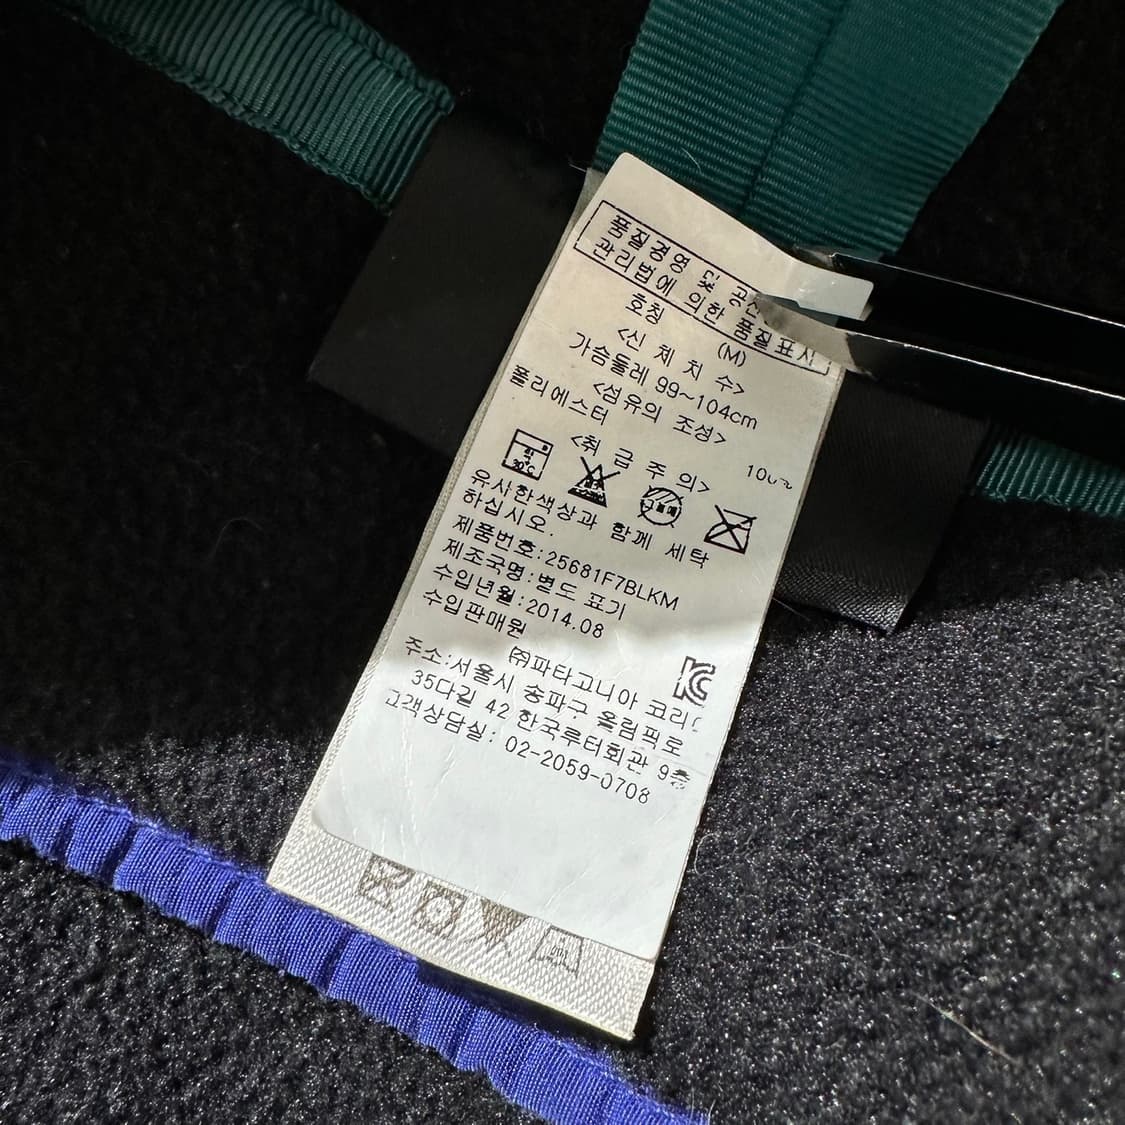 품질경영 및 공산
관리법에 의한 품질표시
호칭 (M)
<신 체 치 수>
가슴둘레 99~104cm
<섬유의 조성>
폴리에스터 100%
<취 급 주 의>
유사한색상과 함께 세탁
하십시오.
제품번호:25681F7BLKM
제조국명:별도 표기
수입년월:2014.08
수입판매원
㈜파타고니아 코리아
주소:서울시 송파구 올림픽로
35다길 42 한국루터회관 9층
고객상담실: 02-2059-0708